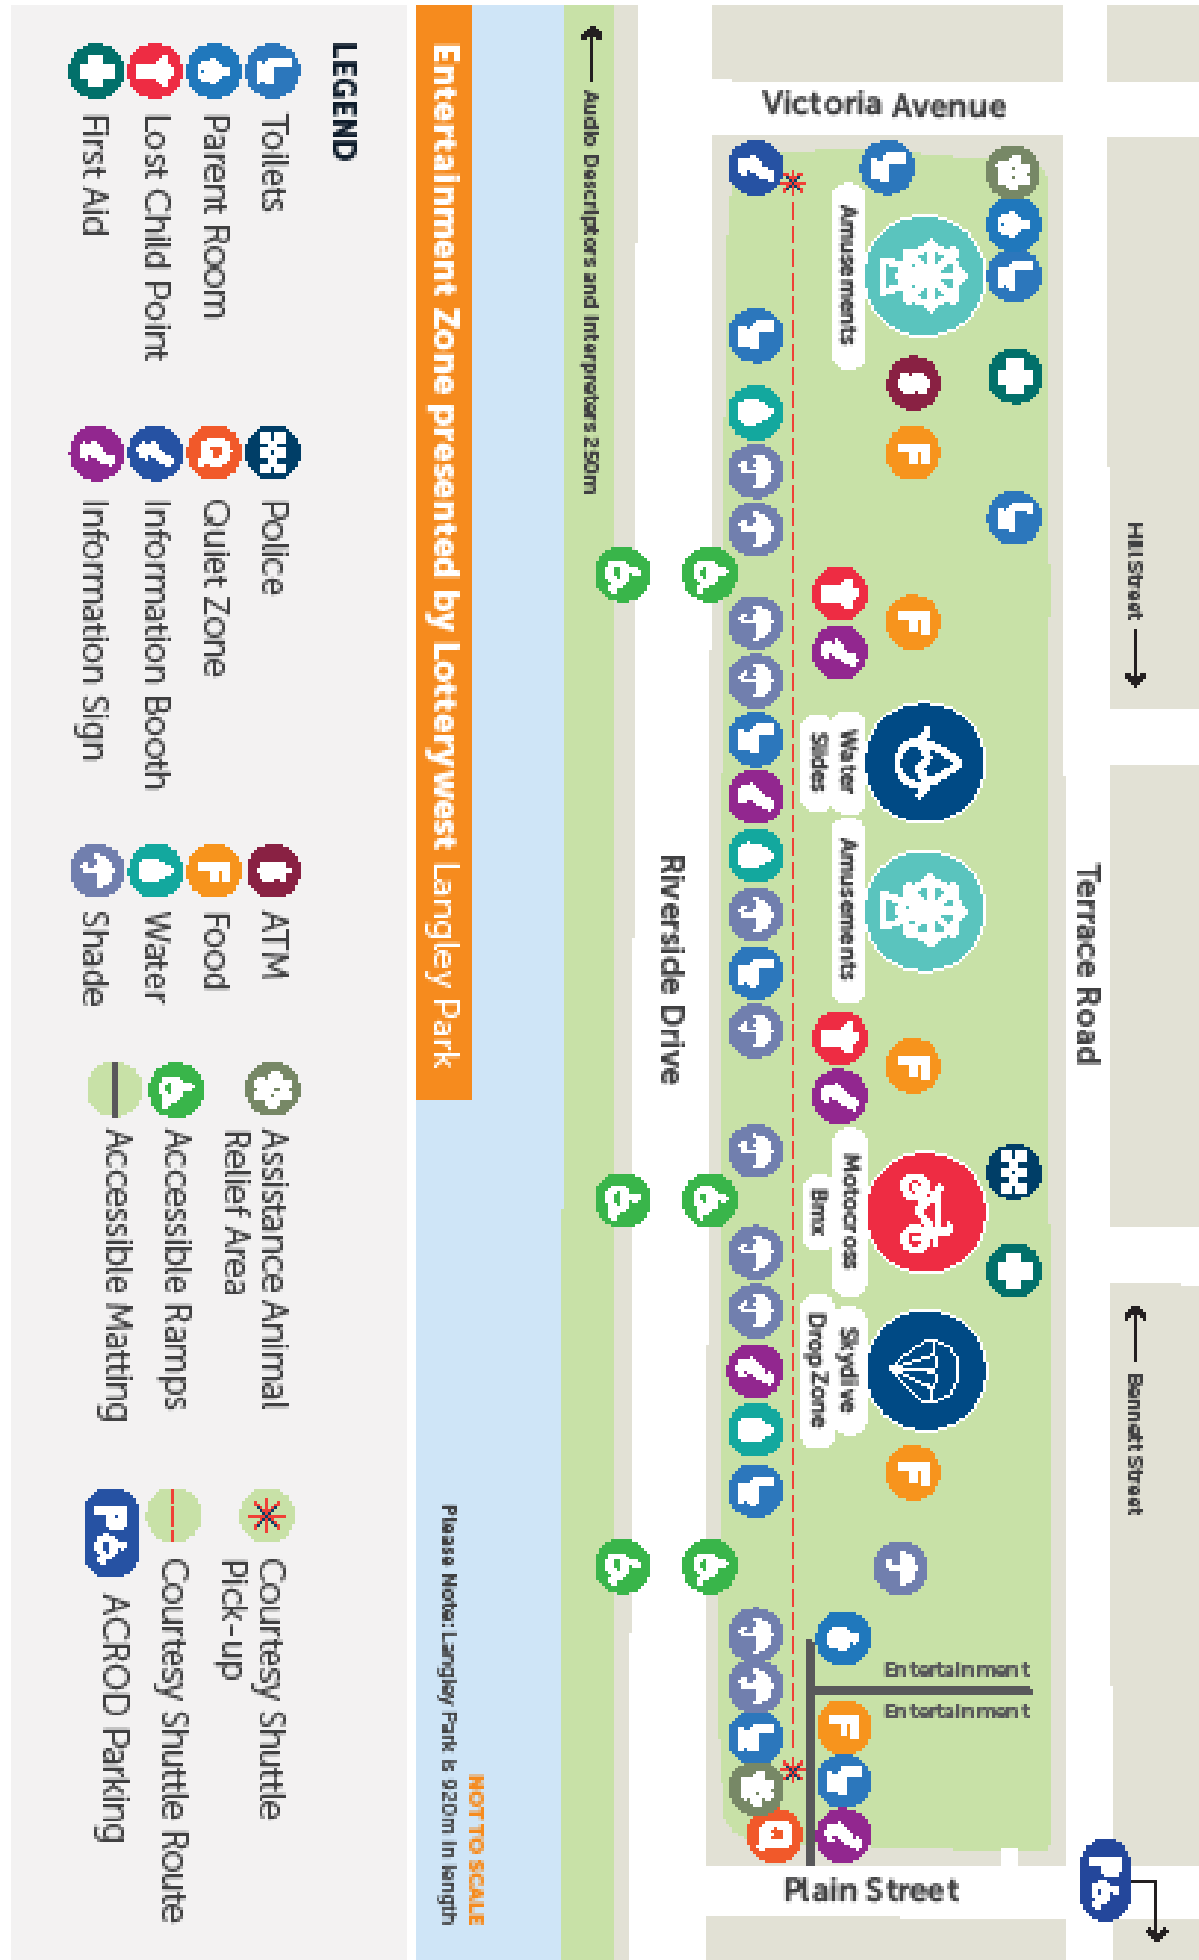 Victoria Avenue
Terrace Road
Hill Street
Bennett Street
Amusements
Water
Slides
Amusements
Motocross
Bmx
Skydive
Drop Zone
Entertainment
Entertainment
F
F
F
F
F
Riverside Drive
Plain Street
P
Audio Descriptors and Interpreters 250m
Entertainment Zone presented by Lotterywest Langley Park
NOT TO SCALE
Please Note: Langley Park is 920m in length
LEGEND
Toilets
Parent Room
Lost Child Point
First Aid
Police
Q Quiet Zone
i Information Booth
i Information Sign
ATM
F Food
Water
Shade
Assistance Animal
Relief Area
Accessible Ramps
Accessible Matting
Courtesy Shuttle
Pick-up
Courtesy Shuttle Route
P ACROD Parking